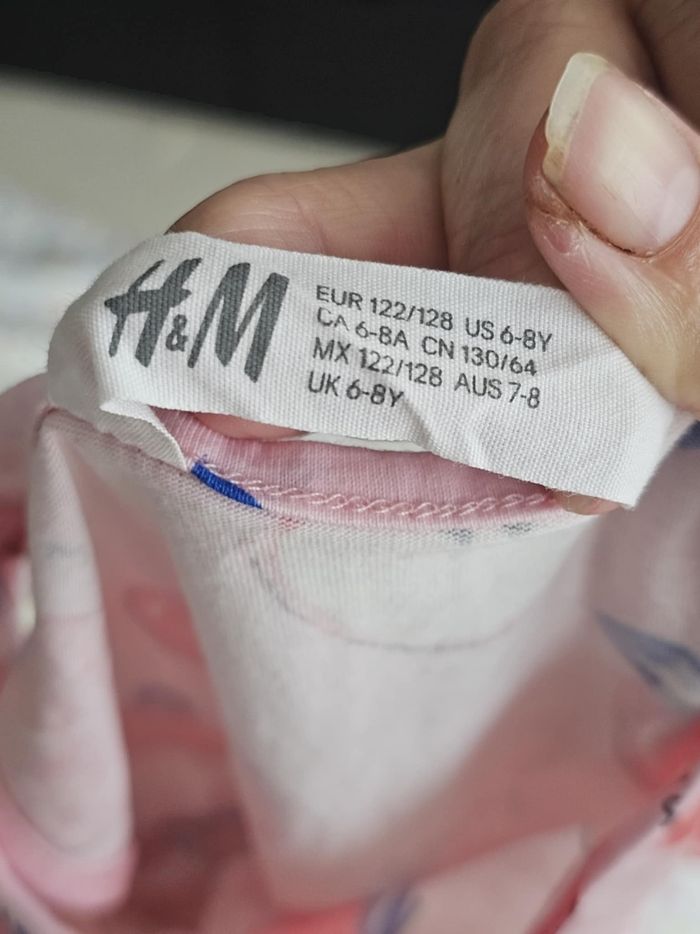 H&M
EUR 122/128 US 6-8Y
CA 6-8A CN 130/64
MX 122/128 AUS 7-8
UK 6-8Y